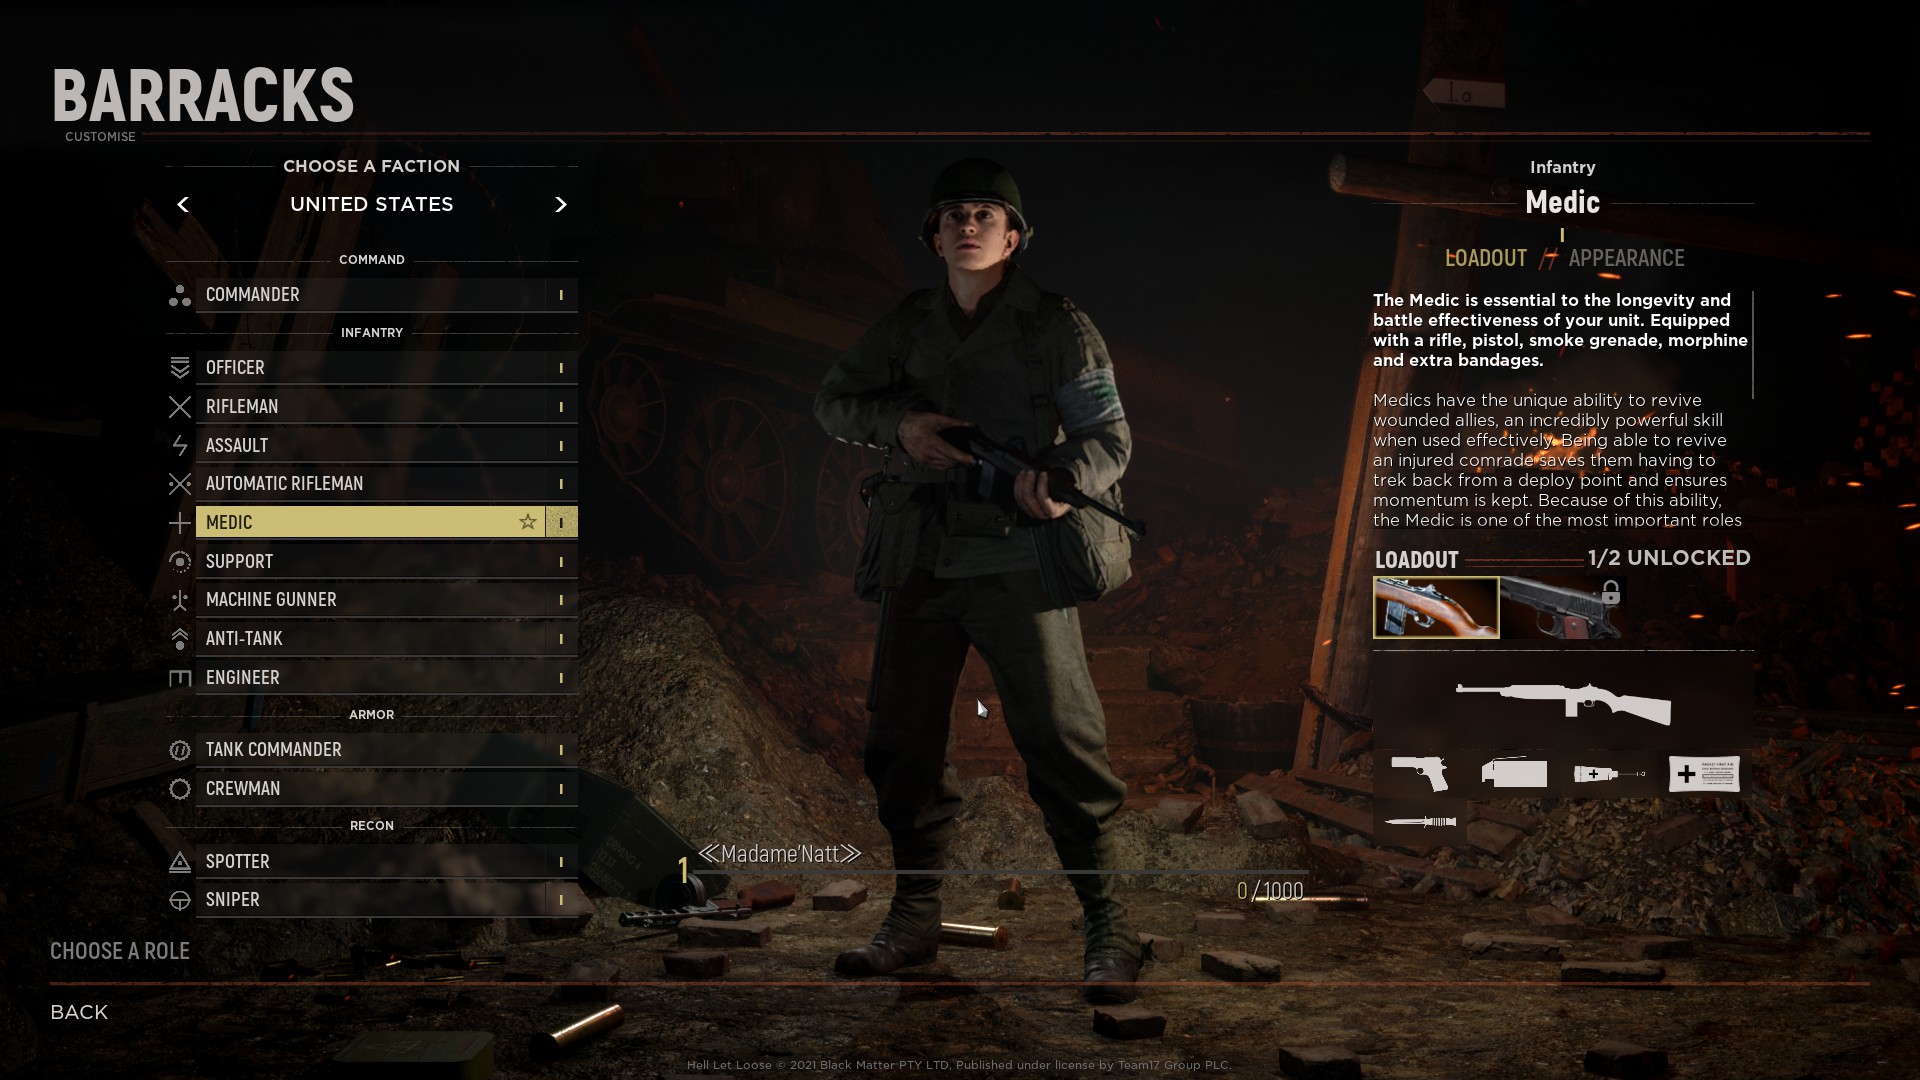 BARRACKS
CUSTOMISE
CHOOSE A FACTION
UNITED STATES
COMMAND
COMMANDER I
INFANTRY
OFFICER I
RIFLEMAN I
ASSAULT I
AUTOMATIC RIFLEMAN I
MEDIC I
SUPPORT I
MACHINE GUNNER I
ANTI-TANK I
ENGINEER I
ARMOR
TANK COMMANDER I
CREWMAN I
RECON
SPOTTER I
SNIPER I
CHOOSE A ROLE
BACK
1 ≪Madame'Natt≫
0/1000
1.a
Infantry
Medic
I
LOADOUT // APPEARANCE
The Medic is essential to the longevity and
battle effectiveness of your unit. Equipped
with a rifle, pistol, smoke grenade, morphine
and extra bandages.
Medics have the unique ability to revive
wounded allies, an incredibly powerful skill
when used effectively. Being able to revive
an injured comrade saves them having to
trek back from a deploy point and ensures
momentum is kept. Because of this ability,
the Medic is one of the most important roles
LOADOUT 1/2 UNLOCKED
Hell Let Loose © 2021 Black Matter PTY LTD, Published under license by Team17 Group PLC.